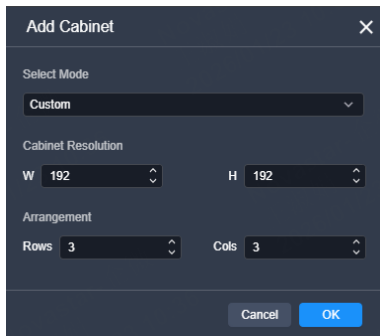 Add Cabinet
Select Mode
Custom
Cabinet Resolution
W 192 H 192
Arrangement
Rows 3 Cols 3
Cancel OK